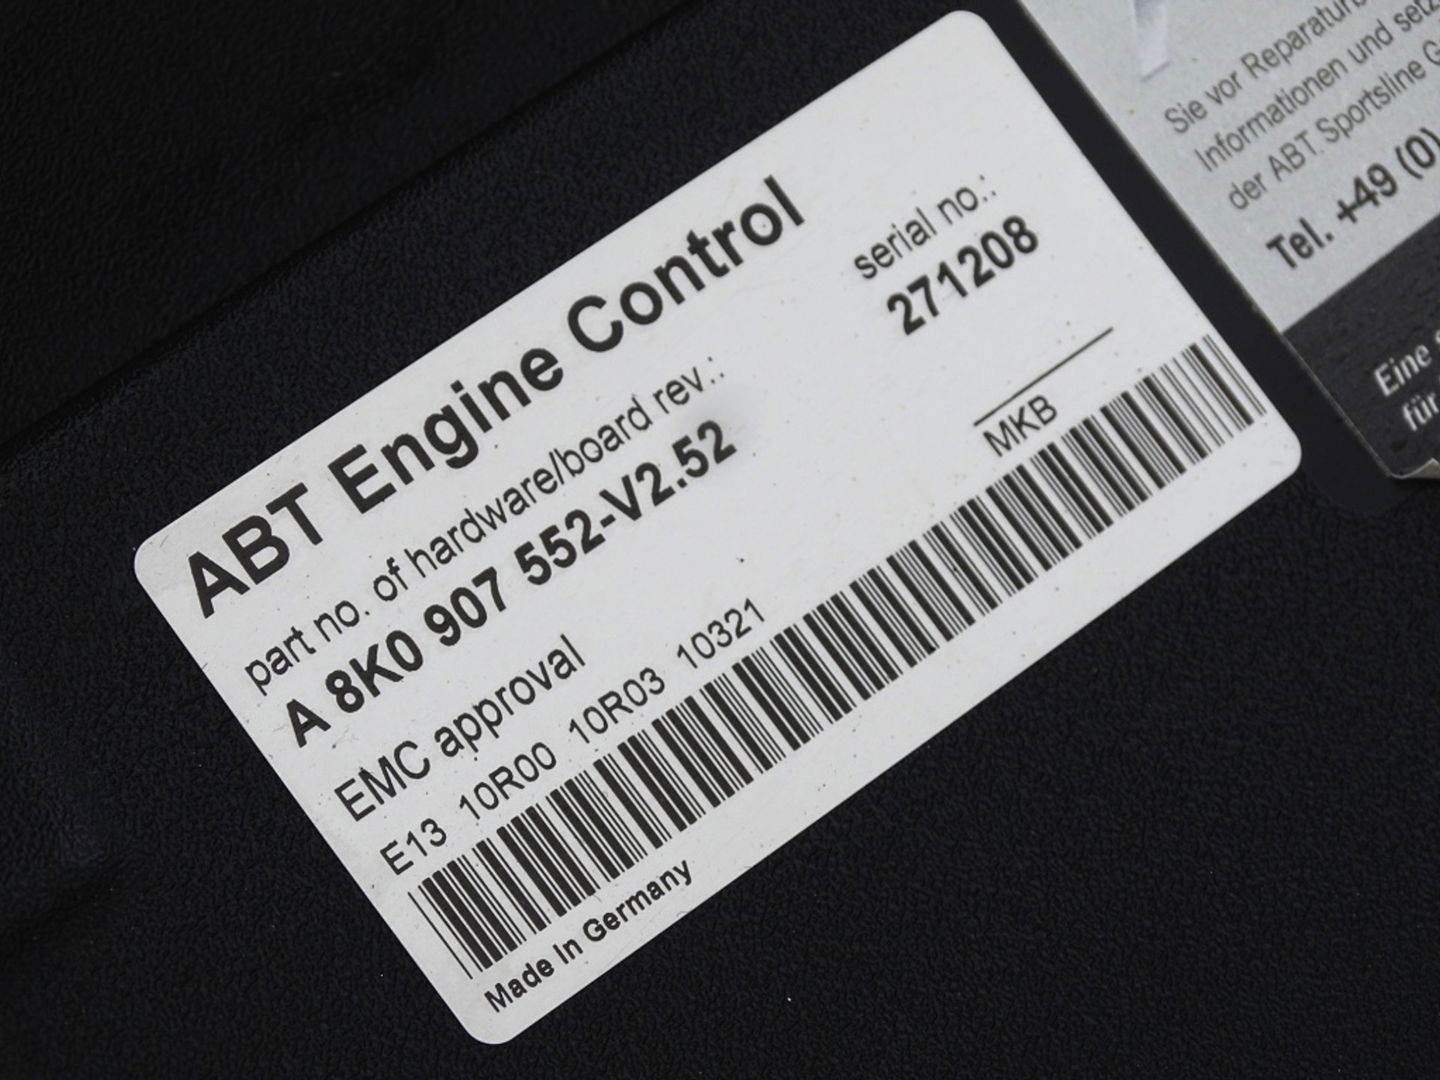 ABT Engine Control
part no. of hardware/board rev.:
A 8K0 907 552-V2.52
serial no.:
271208
MKB
EMC approval
E13 10R00 10R03 10321
Made In Germany
Sie vor
Informationen und
der ABT Sportsline
Tel. +49 (0)
Eine
für